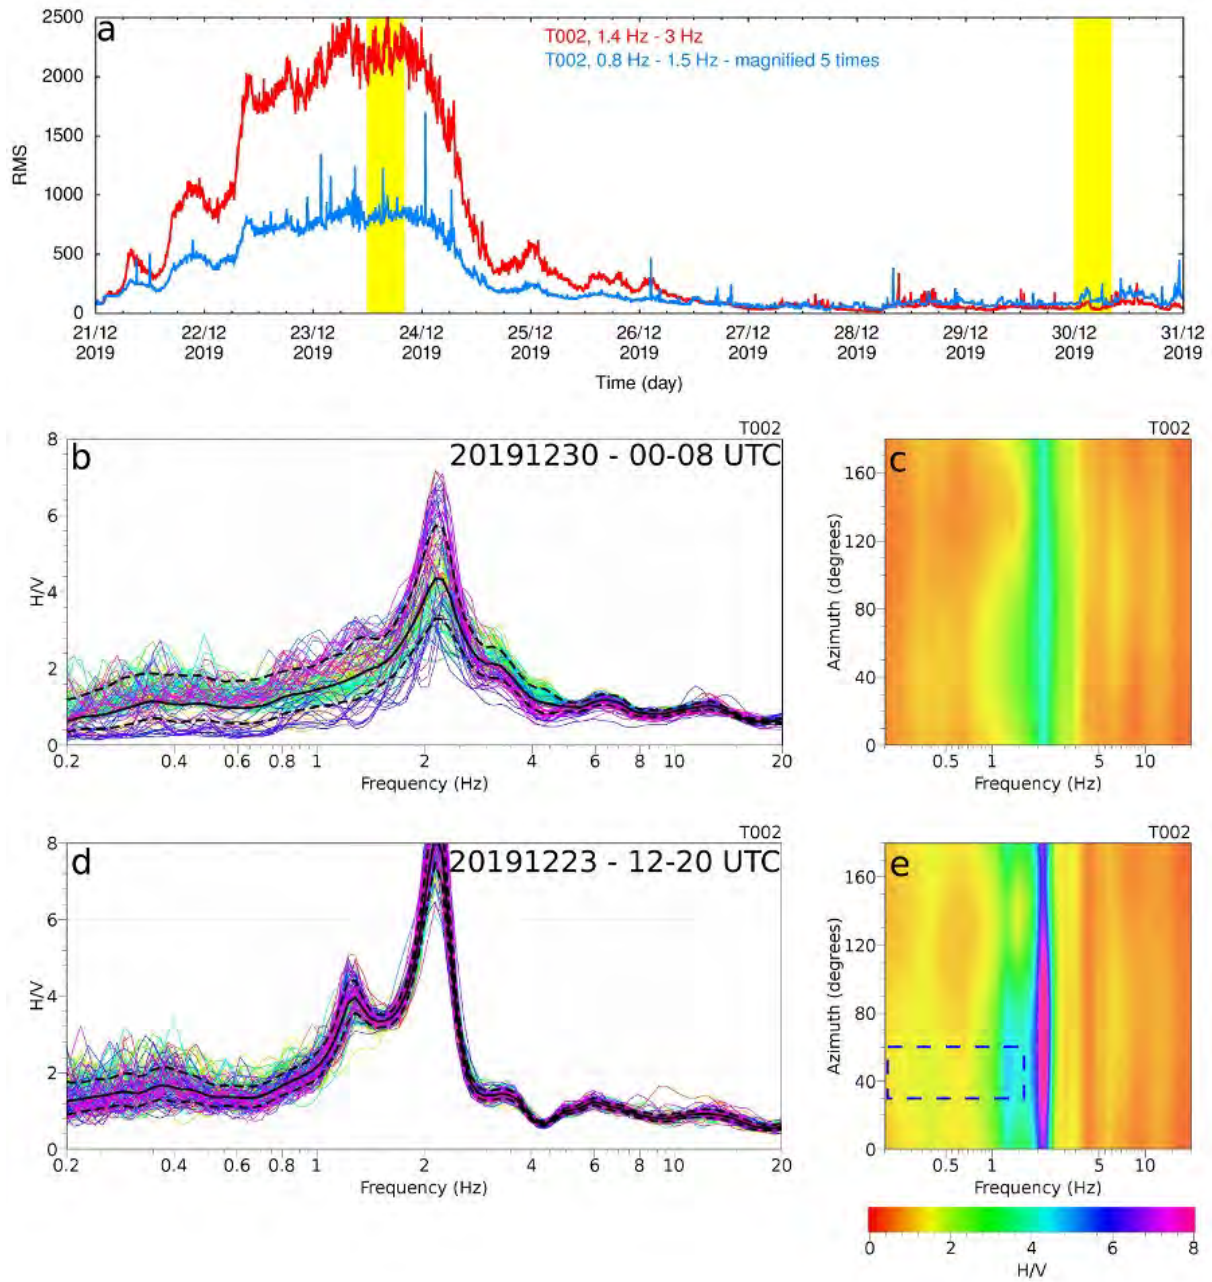 a
2500
2000
1500
1000
500
0
RMS
T002, 1.4 Hz - 3 Hz
T002, 0.8 Hz - 1.5 Hz - magnified 5 times
21/12 22/12 23/12 24/12 25/12 26/12 27/12 28/12 29/12 30/12 31/12
2019 2019 2019 2019 2019 2019 2019 2019 2019 2019 2019
Time (day)
T002
b
20191230 - 00-08 UTC
8
6
4
2
0
H/V
0.2 0.4 0.6 0.8 1 2 4 6 8 10 20
Frequency (Hz)
T002
c
160
120
80
40
0
Azimuth (degrees)
0.5 1 5 10
Frequency (Hz)
T002
d
20191223 - 12-20 UTC
8
6
4
2
0
H/V
0.2 0.4 0.6 0.8 1 2 4 6 8 10 20
Frequency (Hz)
T002
e
160
120
80
40
0
Azimuth (degrees)
0.5 1 5 10
Frequency (Hz)
0 2 4 6 8
H/V